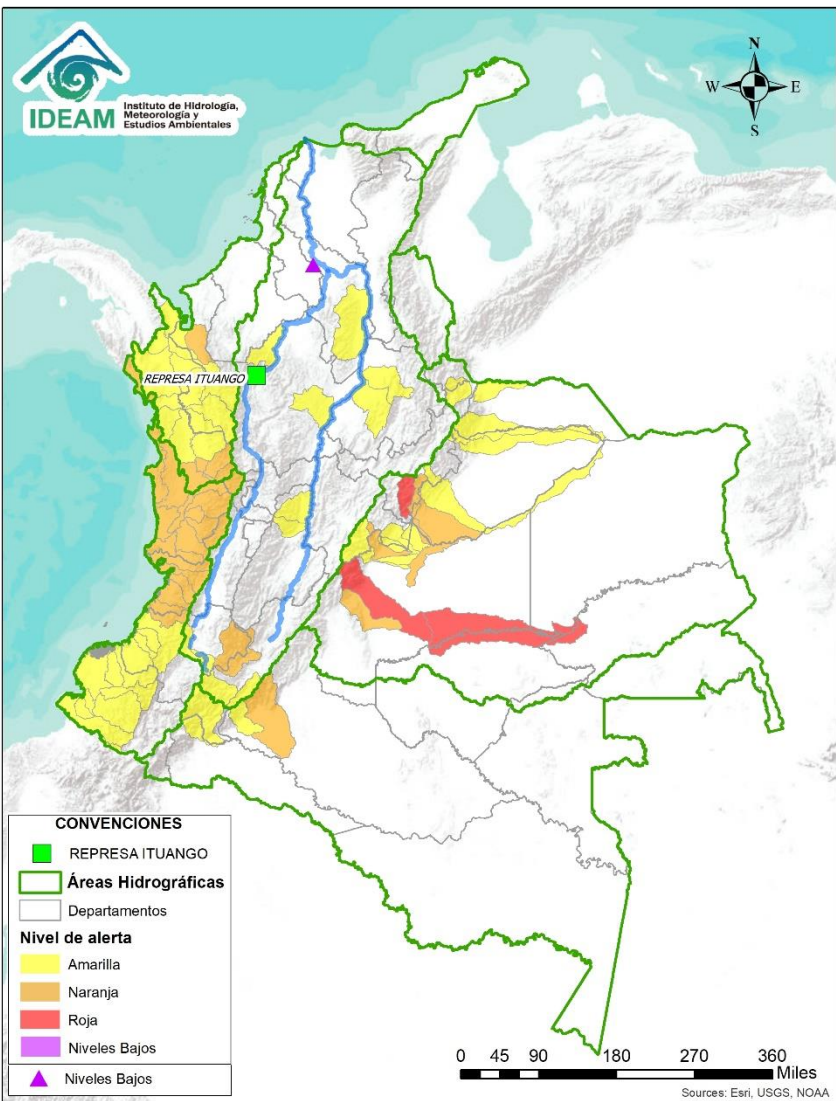 IDEAM
Instituto de Hidrología,
Meteorología y
Estudios Ambientales
N
W
E
S
REPRESA ITUANGO
CONVENCIONES
REPRESA ITUANGO
Áreas Hidrográficas
Departamentos
Nivel de alerta
Amarilla
Naranja
Roja
Niveles Bajos
Niveles Bajos
0 45 90 180 270 360
Miles
Sources: Esri, USGS, NOAA